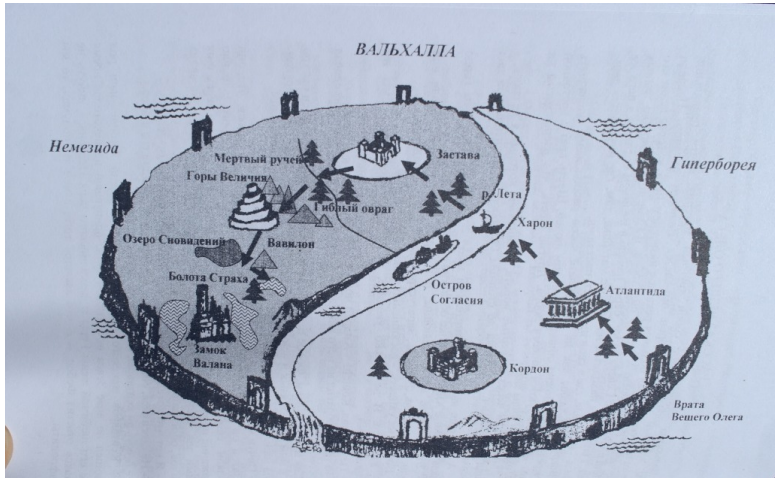 ВАЛЬХАЛЛА
Немезида
Гиперборея
Мертвый ручей
Застава
Горы Величия
Гиблый овраг
р. Лета
Харон
Озеро Сновидений
Вавилон
Болота Страха
Остров
Согласия
Атлантида
Замок
Валана
Кордон
Врата
Вещего Олега